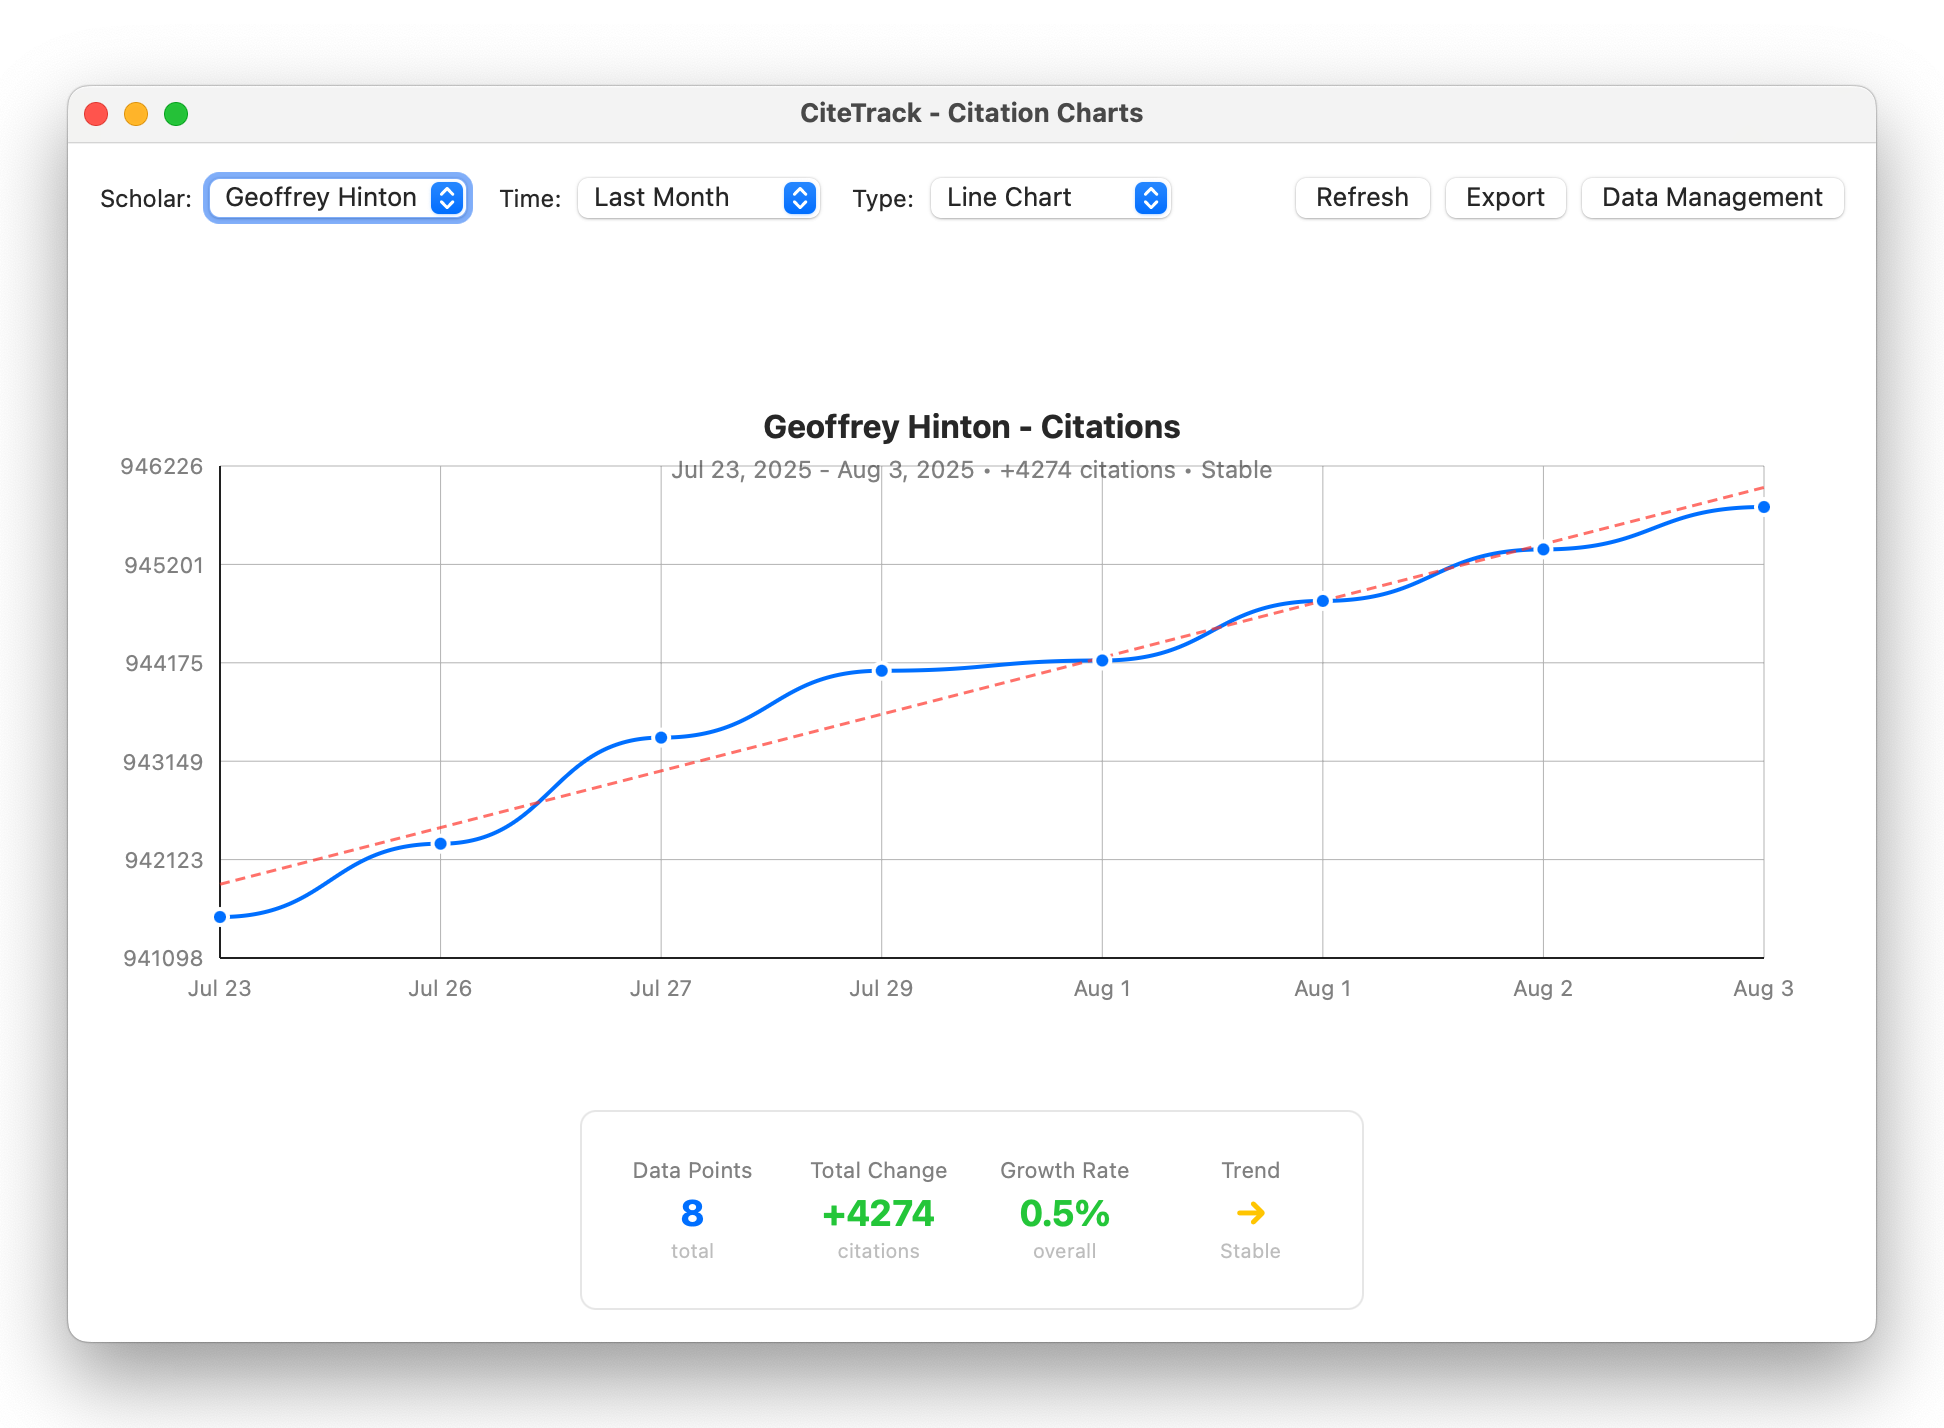 CiteTrack - Citation Charts
Scholar: Geoffrey Hinton Time: Last Month Type: Line Chart Refresh Export Data Management
Geoffrey Hinton - Citations
Jul 23, 2025 - Aug 3, 2025 • +4274 citations • Stable
946226
945201
944175
943149
942123
941098
Jul 23 Jul 26 Jul 27 Jul 29 Aug 1 Aug 1 Aug 2 Aug 3
Data Points Total Change Growth Rate Trend
8 +4274 0.5% →
total citations overall Stable